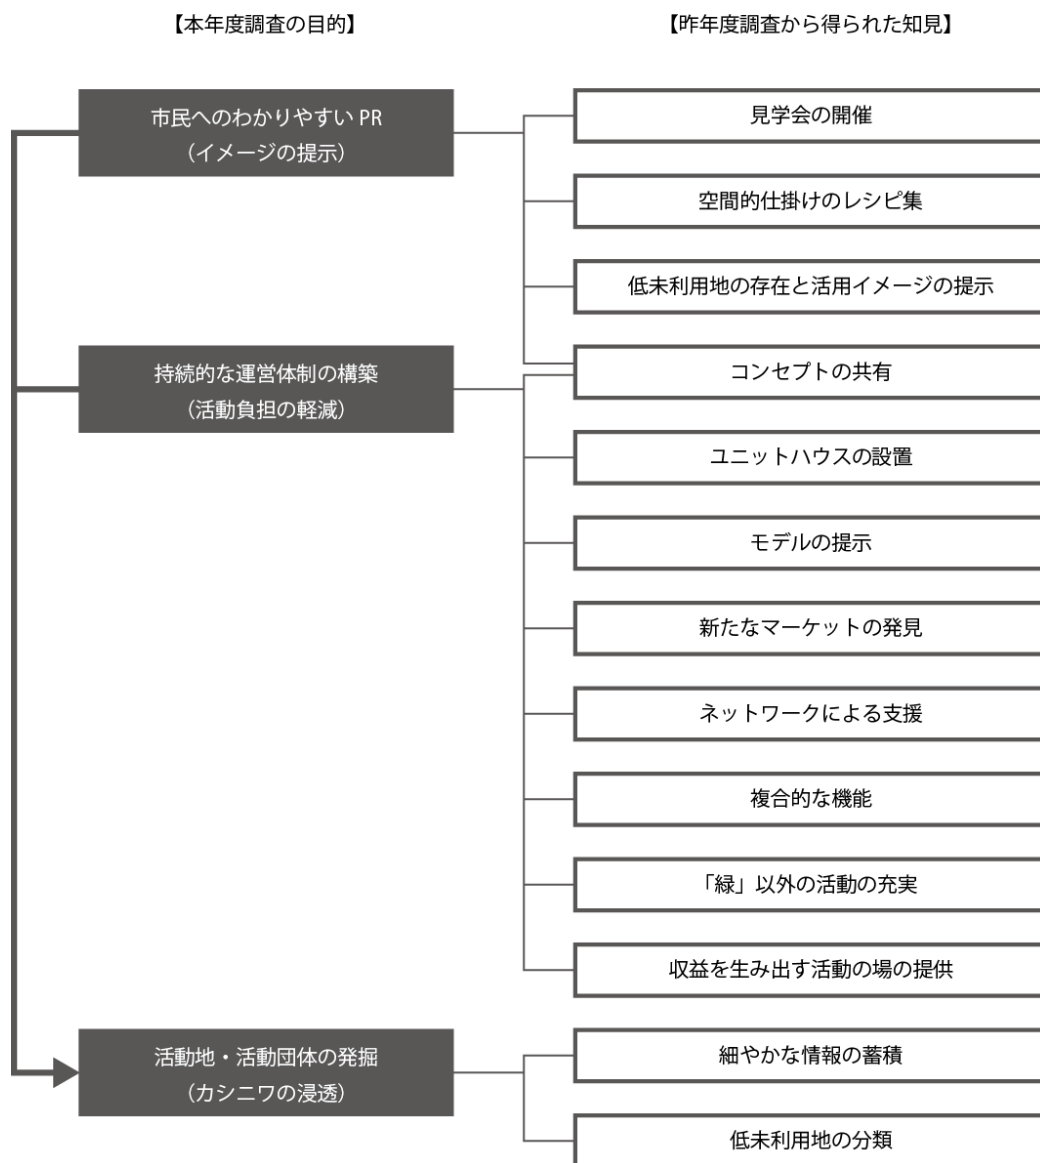 【本年度調査の目的】
【昨年度調査から得られた知見】
市民へのわかりやすい PR
（イメージの提示）
見学会の開催
空間的仕掛けのレシピ集
低未利用地の存在と活用イメージの提示
持続的な運営体制の構築
（活動負担の軽減）
コンセプトの共有
ユニットハウスの設置
モデルの提示
新たなマーケットの発見
ネットワークによる支援
複合的な機能
「緑」以外の活動の充実
収益を生み出す活動の場の提供
活動地・活動団体の発掘
（カシニワの浸透）
細やかな情報の蓄積
低未利用地の分類